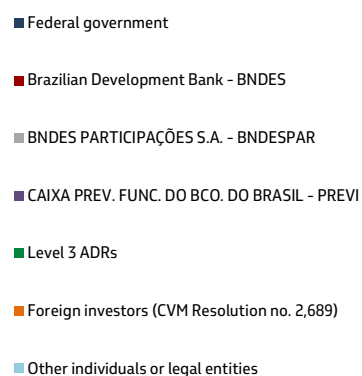 Federal government
Brazilian Development Bank - BNDES
BNDES PARTICIPAÇÕES S.A. - BNDESPAR
CAIXA PREV. FUNC. DO BCO. DO BRASIL - PREVI
Level 3 ADRs
Foreign investors (CVM Resolution no. 2,689)
Other individuals or legal entities